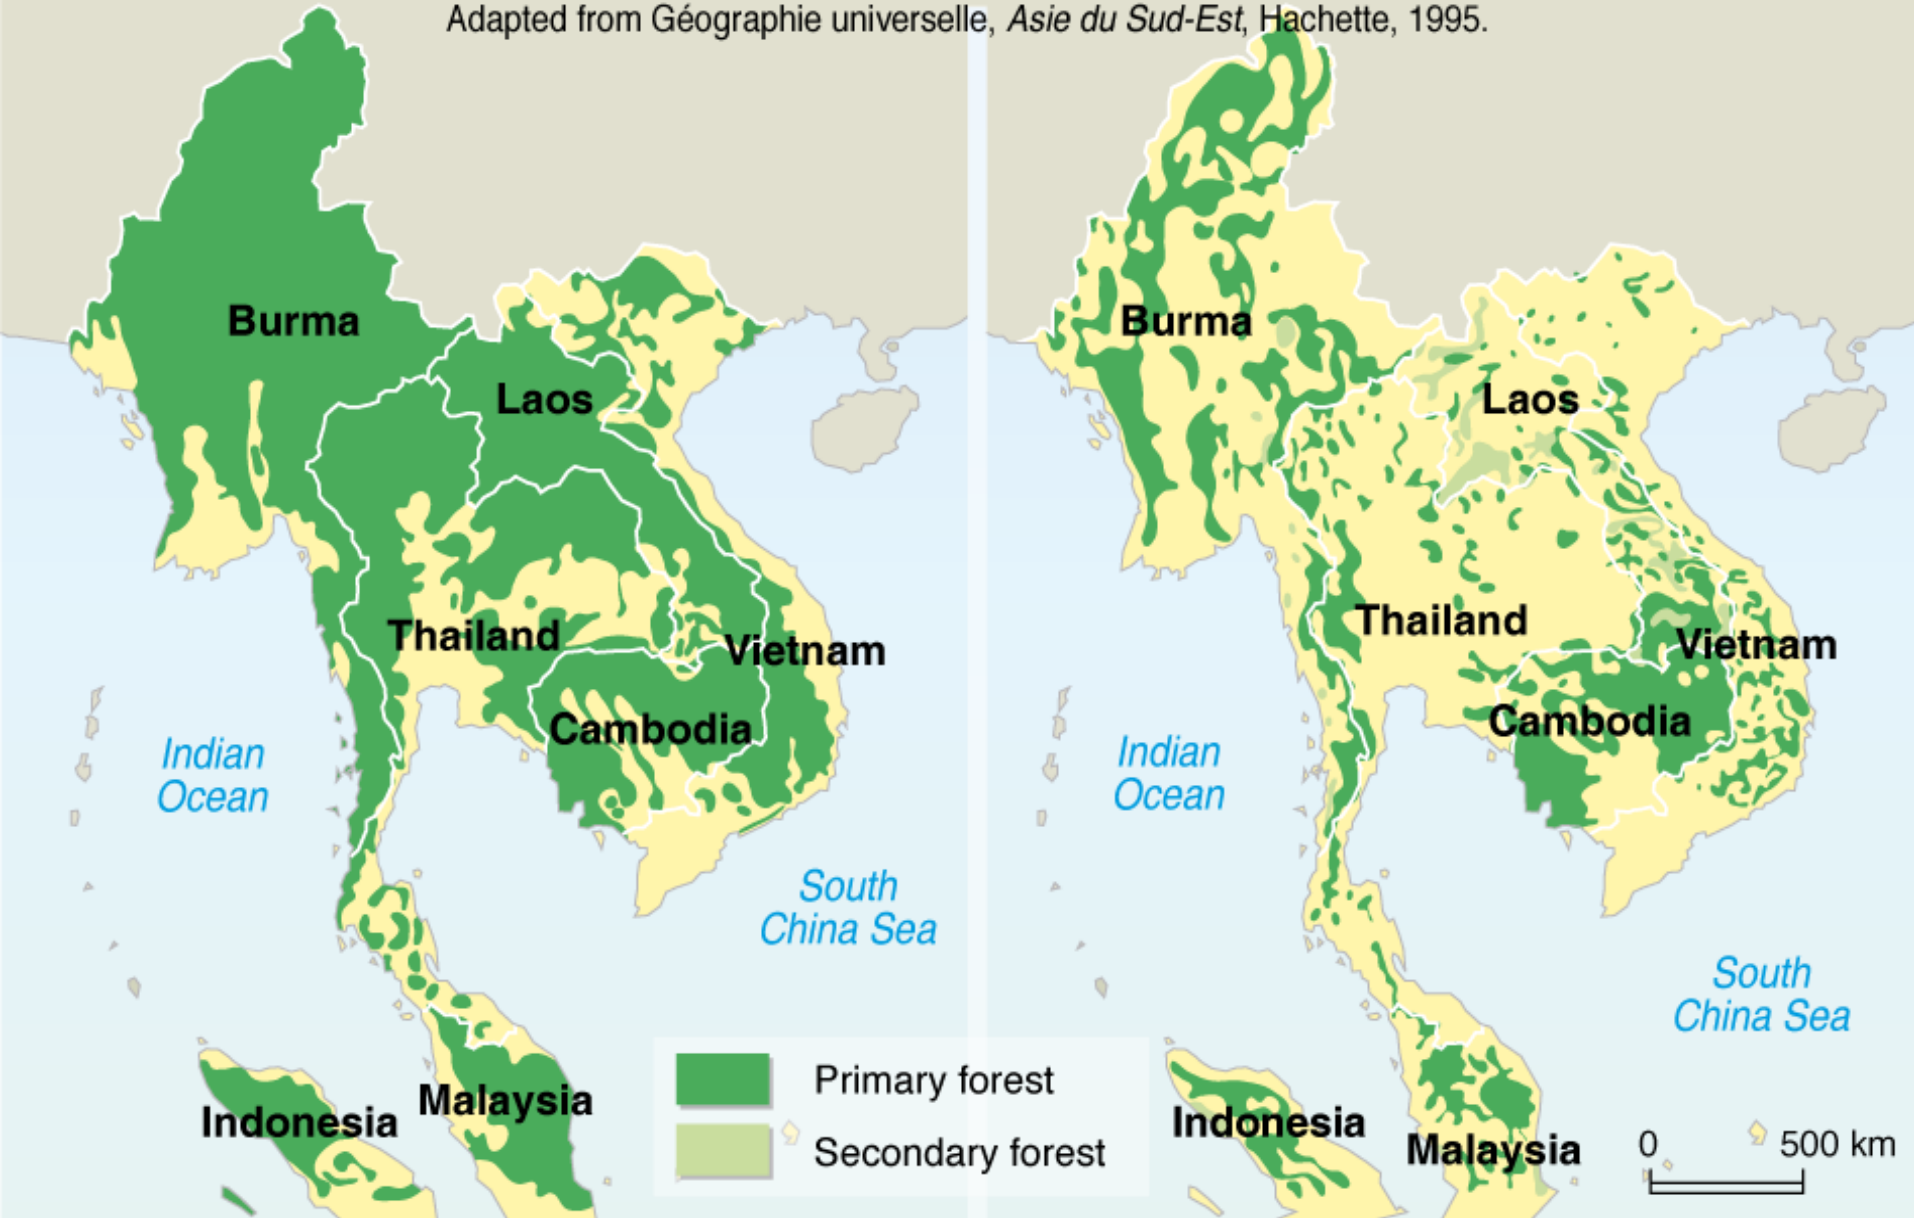 Adapted from Géographie universelle, Asie du Sud-Est, Hachette, 1995.
Burma
Laos
Thailand
Vietnam
Cambodia
Indian
Ocean
South
China Sea
Malaysia
Indonesia
Primary forest
Secondary forest
Burma
Laos
Thailand
Vietnam
Cambodia
Indian
Ocean
South
China Sea
Indonesia
Malaysia
0 500 km